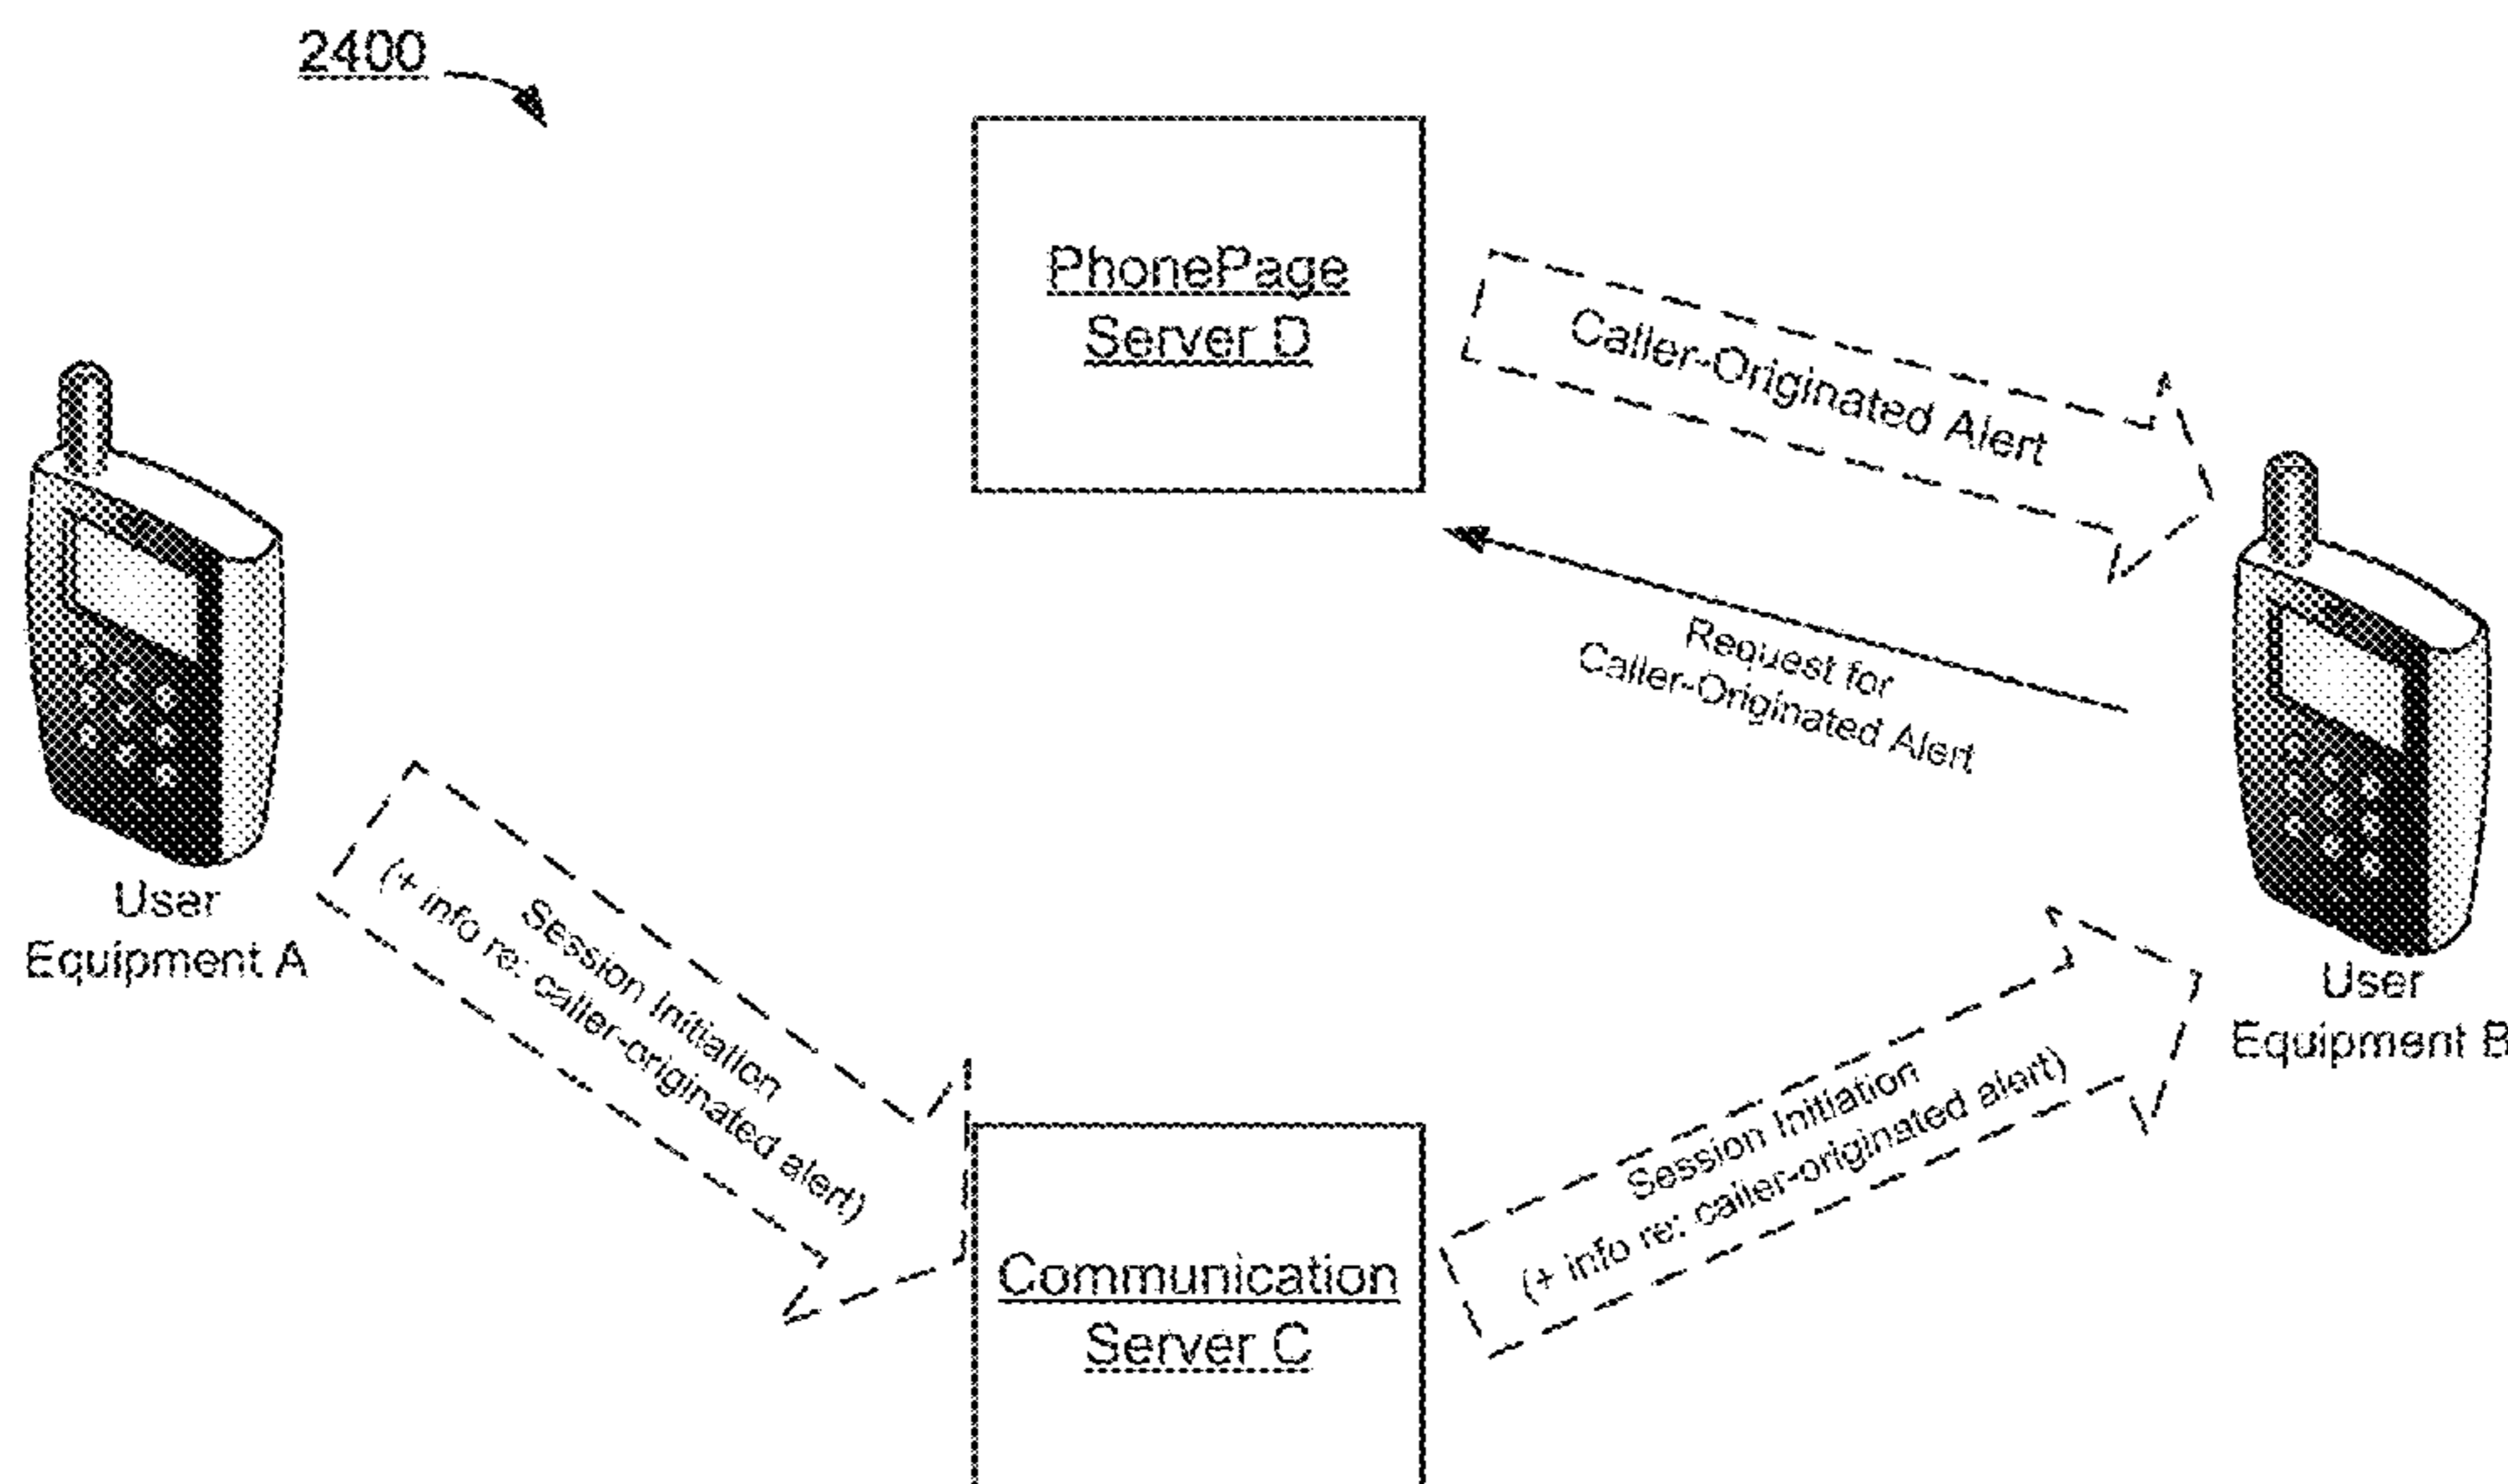 2400
PhonePage
Server D
Caller-Originated Alert
Request for
Caller-Originated Alert
User
Equipment A
User
Equipment B
Session Initiation
(+ info re: caller-originated alert)
Session Initiation
(+ info re: caller-originated alert)
Communication
Server C